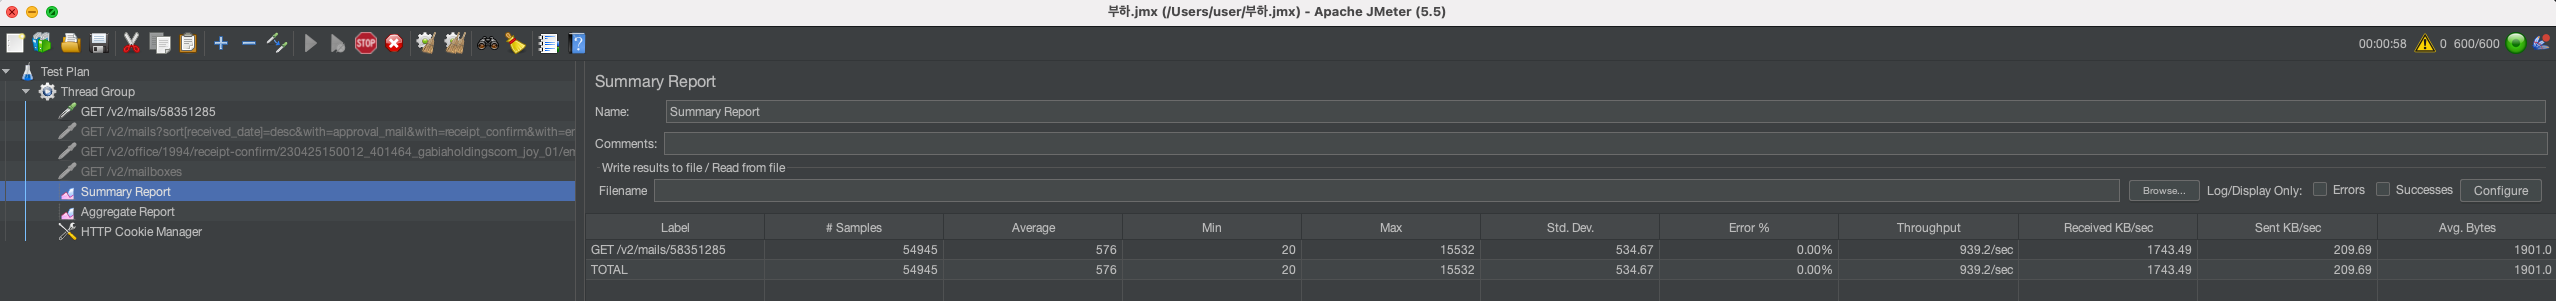 부하.jmx (/Users/user/부하.jmx) - Apache JMeter (5.5)
STOP
00:00:58 0 600/600
Test Plan
Thread Group
GET /v2/mails/58351285
GET /v2/mails?sort[received_date]=desc&with=approval_mail&with=receipt_confirm&with=er
GET /v2/office/1994/receipt-confirm/230425150012_401464_gabiaholdingscom_joy_01/en
GET /v2/mailboxes
Summary Report
Aggregate Report
HTTP Cookie Manager
Summary Report
Name: Summary Report
Comments:
Write results to file / Read from file
Filename Browse... Log/Display Only: Errors Successes Configure
Label # Samples Average Min Max Std. Dev. Error % Throughput Received KB/sec Sent KB/sec Avg. Bytes
GET /v2/mails/58351285 54945 576 20 15532 534.67 0.00% 939.2/sec 1743.49 209.69 1901.0
TOTAL 54945 576 20 15532 534.67 0.00% 939.2/sec 1743.49 209.69 1901.0